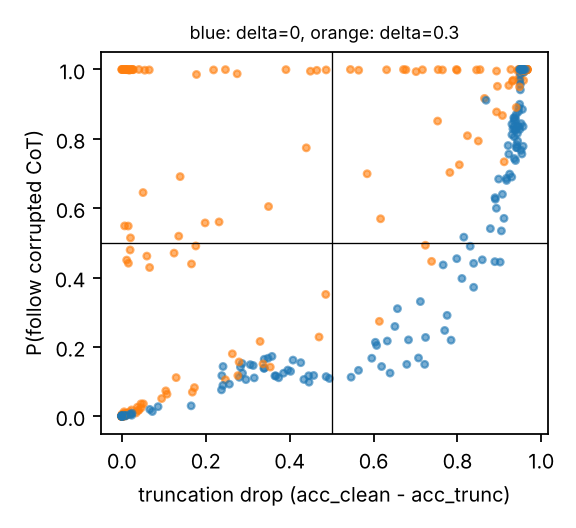 blue: delta=0, orange: delta=0.3
1.0
0.8
0.6
0.4
0.2
0.0
P(follow corrupted CoT)
0.0 0.2 0.4 0.6 0.8 1.0
truncation drop (acc_clean - acc_trunc)